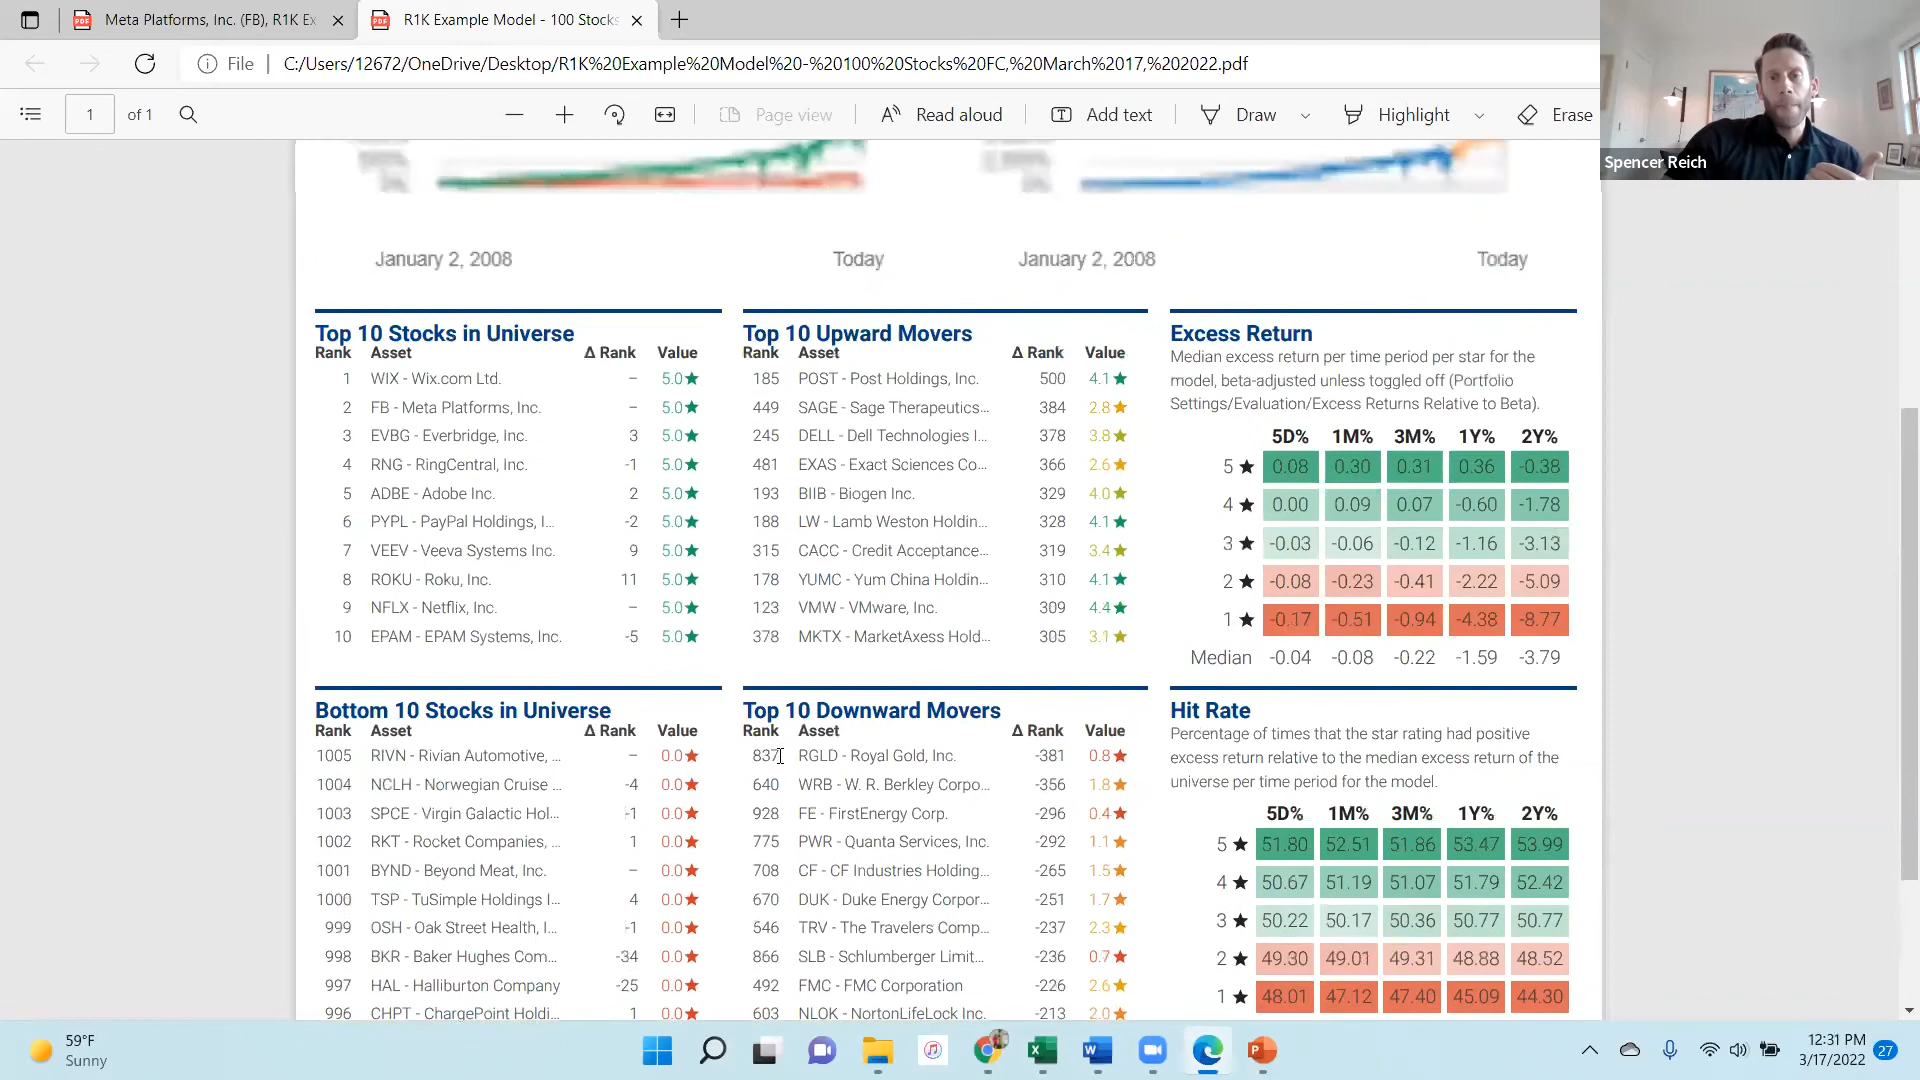 Meta Platforms, Inc. (FB), R1K Ex
R1K Example Model - 100 Stocks
File
C:/Users/12672/OneDrive/Desktop/R1K%20Example%20Model%20-%20100%20Stocks%20FC,%20March%2017,%202022.pdf
1 of 1
Page view
Read aloud
Add text
Draw
Highlight
Erase
Spencer Reich
January 2, 2008 Today
January 2, 2008 Today
Top 10 Stocks in Universe
Rank Asset Δ Rank Value
1 WIX - Wix.com Ltd. – 5.0★
2 FB - Meta Platforms, Inc. – 5.0★
3 EVBG - Everbridge, Inc. 3 5.0★
4 RNG - RingCentral, Inc. -1 5.0★
5 ADBE - Adobe Inc. 2 5.0★
6 PYPL - PayPal Holdings, I... -2 5.0★
7 VEEV - Veeva Systems Inc. 9 5.0★
8 ROKU - Roku, Inc. 11 5.0★
9 NFLX - Netflix, Inc. – 5.0★
10 EPAM - EPAM Systems, Inc. -5 5.0★
Top 10 Upward Movers
Rank Asset Δ Rank Value
185 POST - Post Holdings, Inc. 500 4.1★
449 SAGE - Sage Therapeutics... 384 2.8★
245 DELL - Dell Technologies I... 378 3.8★
481 EXAS - Exact Sciences Co... 366 2.6★
193 BIIB - Biogen Inc. 329 4.0★
188 LW - Lamb Weston Holdin... 328 4.1★
315 CACC - Credit Acceptance... 319 3.4★
178 YUMC - Yum China Holdin... 310 4.1★
123 VMW - VMware, Inc. 309 4.4★
378 MKTX - MarketAxess Hold... 305 3.1★
Excess Return
Median excess return per time period per star for the
model, beta-adjusted unless toggled off (Portfolio
Settings/Evaluation/Excess Returns Relative to Beta).
5D% 1M% 3M% 1Y% 2Y%
5 ★ 0.08 0.30 0.31 0.36 -0.38
4 ★ 0.00 0.09 0.07 -0.60 -1.78
3 ★ -0.03 -0.06 -0.12 -1.16 -3.13
2 ★ -0.08 -0.23 -0.41 -2.22 -5.09
1 ★ -0.17 -0.51 -0.94 -4.38 -8.77
Median -0.04 -0.08 -0.22 -1.59 -3.79
Bottom 10 Stocks in Universe
Rank Asset Δ Rank Value
1005 RIVN - Rivian Automotive, ... – 0.0★
1004 NCLH - Norwegian Cruise ... -4 0.0★
1003 SPCE - Virgin Galactic Hol... -1 0.0★
1002 RKT - Rocket Companies, ... 1 0.0★
1001 BYND - Beyond Meat, Inc. – 0.0★
1000 TSP - TuSimple Holdings I... 4 0.0★
999 OSH - Oak Street Health, I... -1 0.0★
998 BKR - Baker Hughes Com... -34 0.0★
997 HAL - Halliburton Company -25 0.0★
996 CHPT - ChargePoint Holdi... 1 0.0★
Top 10 Downward Movers
Rank Asset Δ Rank Value
837 RGLD - Royal Gold, Inc. -381 0.8★
640 WRB - W. R. Berkley Corpo... -356 1.8★
928 FE - FirstEnergy Corp. -296 0.4★
775 PWR - Quanta Services, Inc. -292 1.1★
708 CF - CF Industries Holding... -265 1.5★
670 DUK - Duke Energy Corpor... -251 1.7★
546 TRV - The Travelers Comp... -237 2.3★
866 SLB - Schlumberger Limit... -236 0.7★
492 FMC - FMC Corporation -226 2.6★
603 NLOK - NortonLifeLock Inc. -213 2.0★
Hit Rate
Percentage of times that the star rating had positive
excess return relative to the median excess return of the
universe per time period for the model.
5D% 1M% 3M% 1Y% 2Y%
5 ★ 51.80 52.51 51.86 53.47 53.99
4 ★ 50.67 51.19 51.07 51.79 52.42
3 ★ 50.22 50.17 50.36 50.77 50.77
2 ★ 49.30 49.01 49.31 48.88 48.52
1 ★ 48.01 47.12 47.40 45.09 44.30
59°F
Sunny
12:31 PM
3/17/2022
27